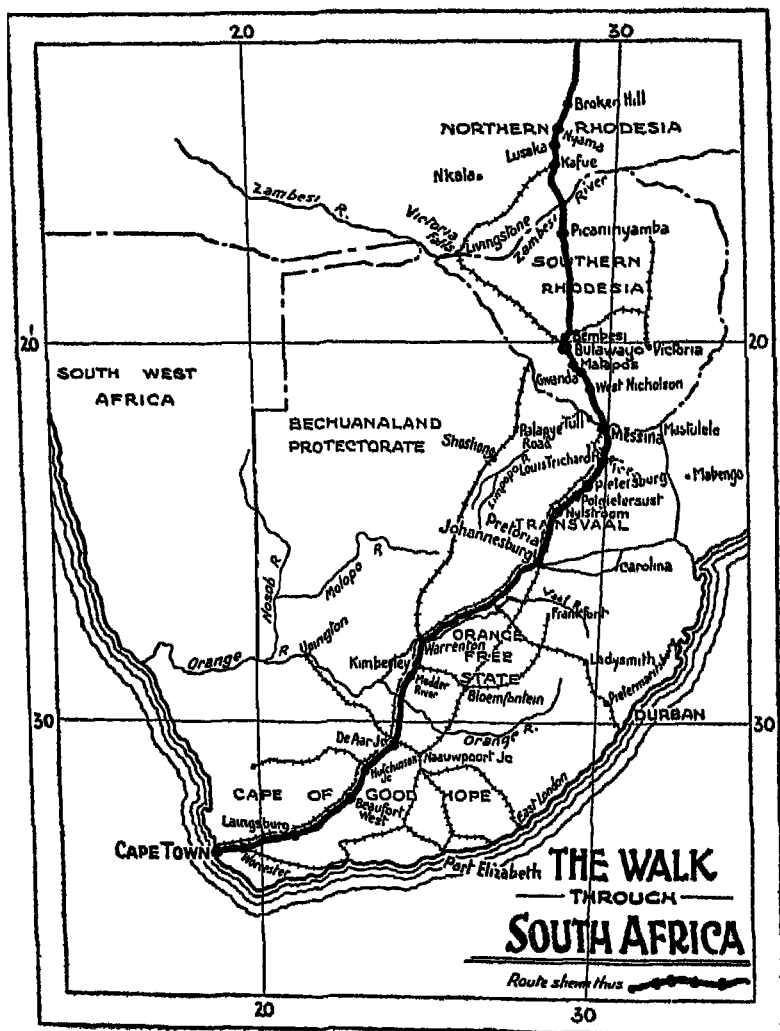 20 30
Broken Hill
NORTHERN RHODESIA
Nyama
Lusaka
Kafue
Nkala
Zambesi R.
Victoria Falls
Livingstone
Zambesi River
Picaninyamba
SOUTHERN
RHODESIA
20 20
Bembesi
Bulawayo
Victoria
Matopos
Gwanda
West Nicholson
SOUTH WEST
AFRICA
BECHUANALAND
PROTECTORATE
Palapye
Road
Tuli
Messina
Mastulele
Shoshong
Limpopo R
Louis Trichard
Pietersburg
Mabengo
Potgietersust
Nylstroom
Pretoria
TRANSVAAL
Johannesburg
Carolina
Nosob R
Molopo R
Vaal R.
Frankfort
Orange R
Upington
Warrenton
ORANGE
FREE
STATE
Kimberley
Ladysmith
Modder
River
Bloemfontein
Pietermaritzburg
30 30
DURBAN
De Aar Jc
Orange R.
Hutchinson
Jc
Naauwpoort Jc
CAPE OF GOOD HOPE
Beaufort
West
East London
Laingsburg
CAPE TOWN
Worcester
Port Elizabeth
THE WALK
THROUGH
SOUTH AFRICA
Route shewn thus
20 30